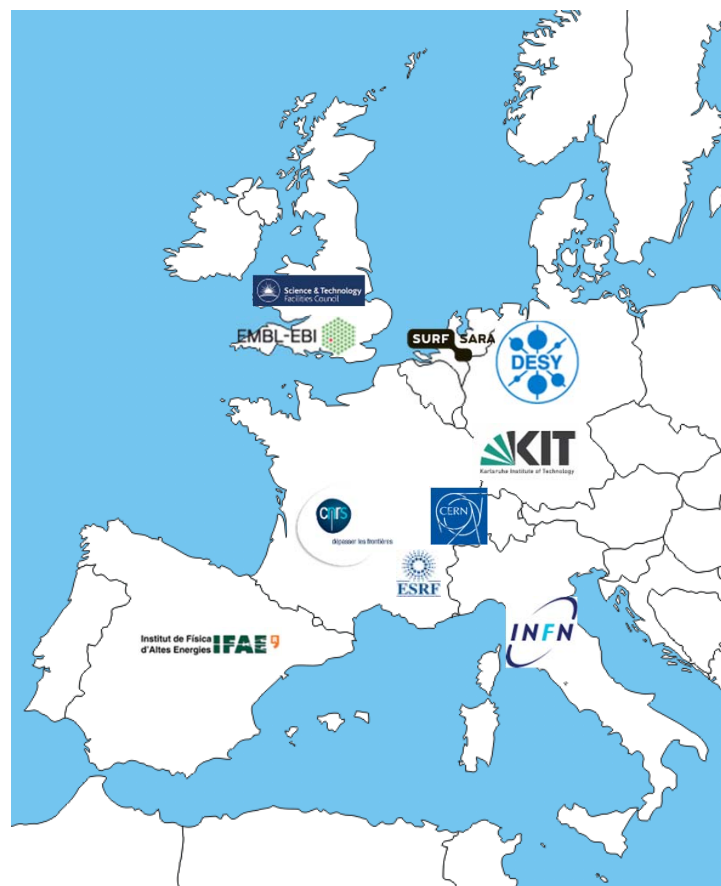 Science & Technology
Facilities Council
EMBL-EBI
SURF SARA
DESY
KIT
Karlsruhe Institute of Technology
CERN
cnrs
dépasser les frontières
ESRF
INFN
Institut de Física
d'Altes Energies IFAE